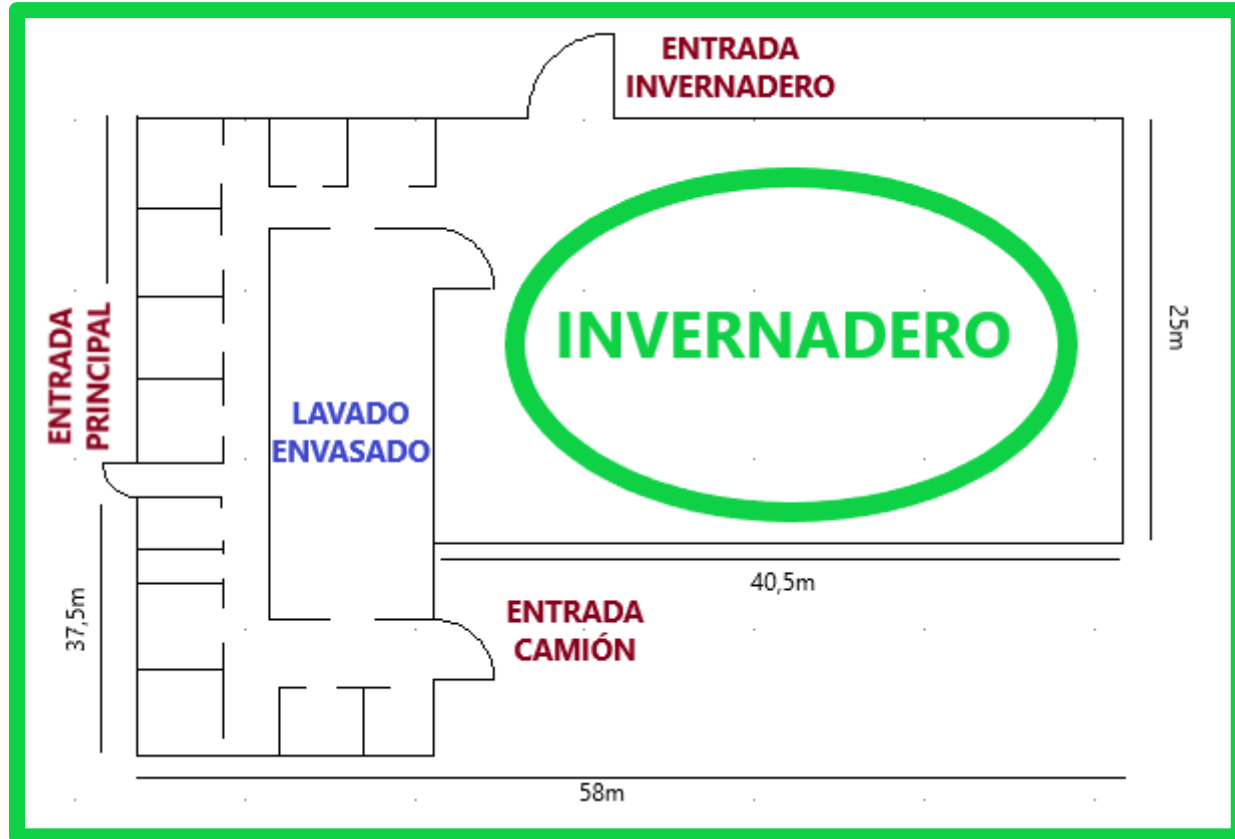 ENTRADA
INVERNADERO
ENTRADA
PRINCIPAL
INVERNADERO
25m
LAVADO
ENVASADO
40,5m
37,5m
ENTRADA
CAMIÓN
58m